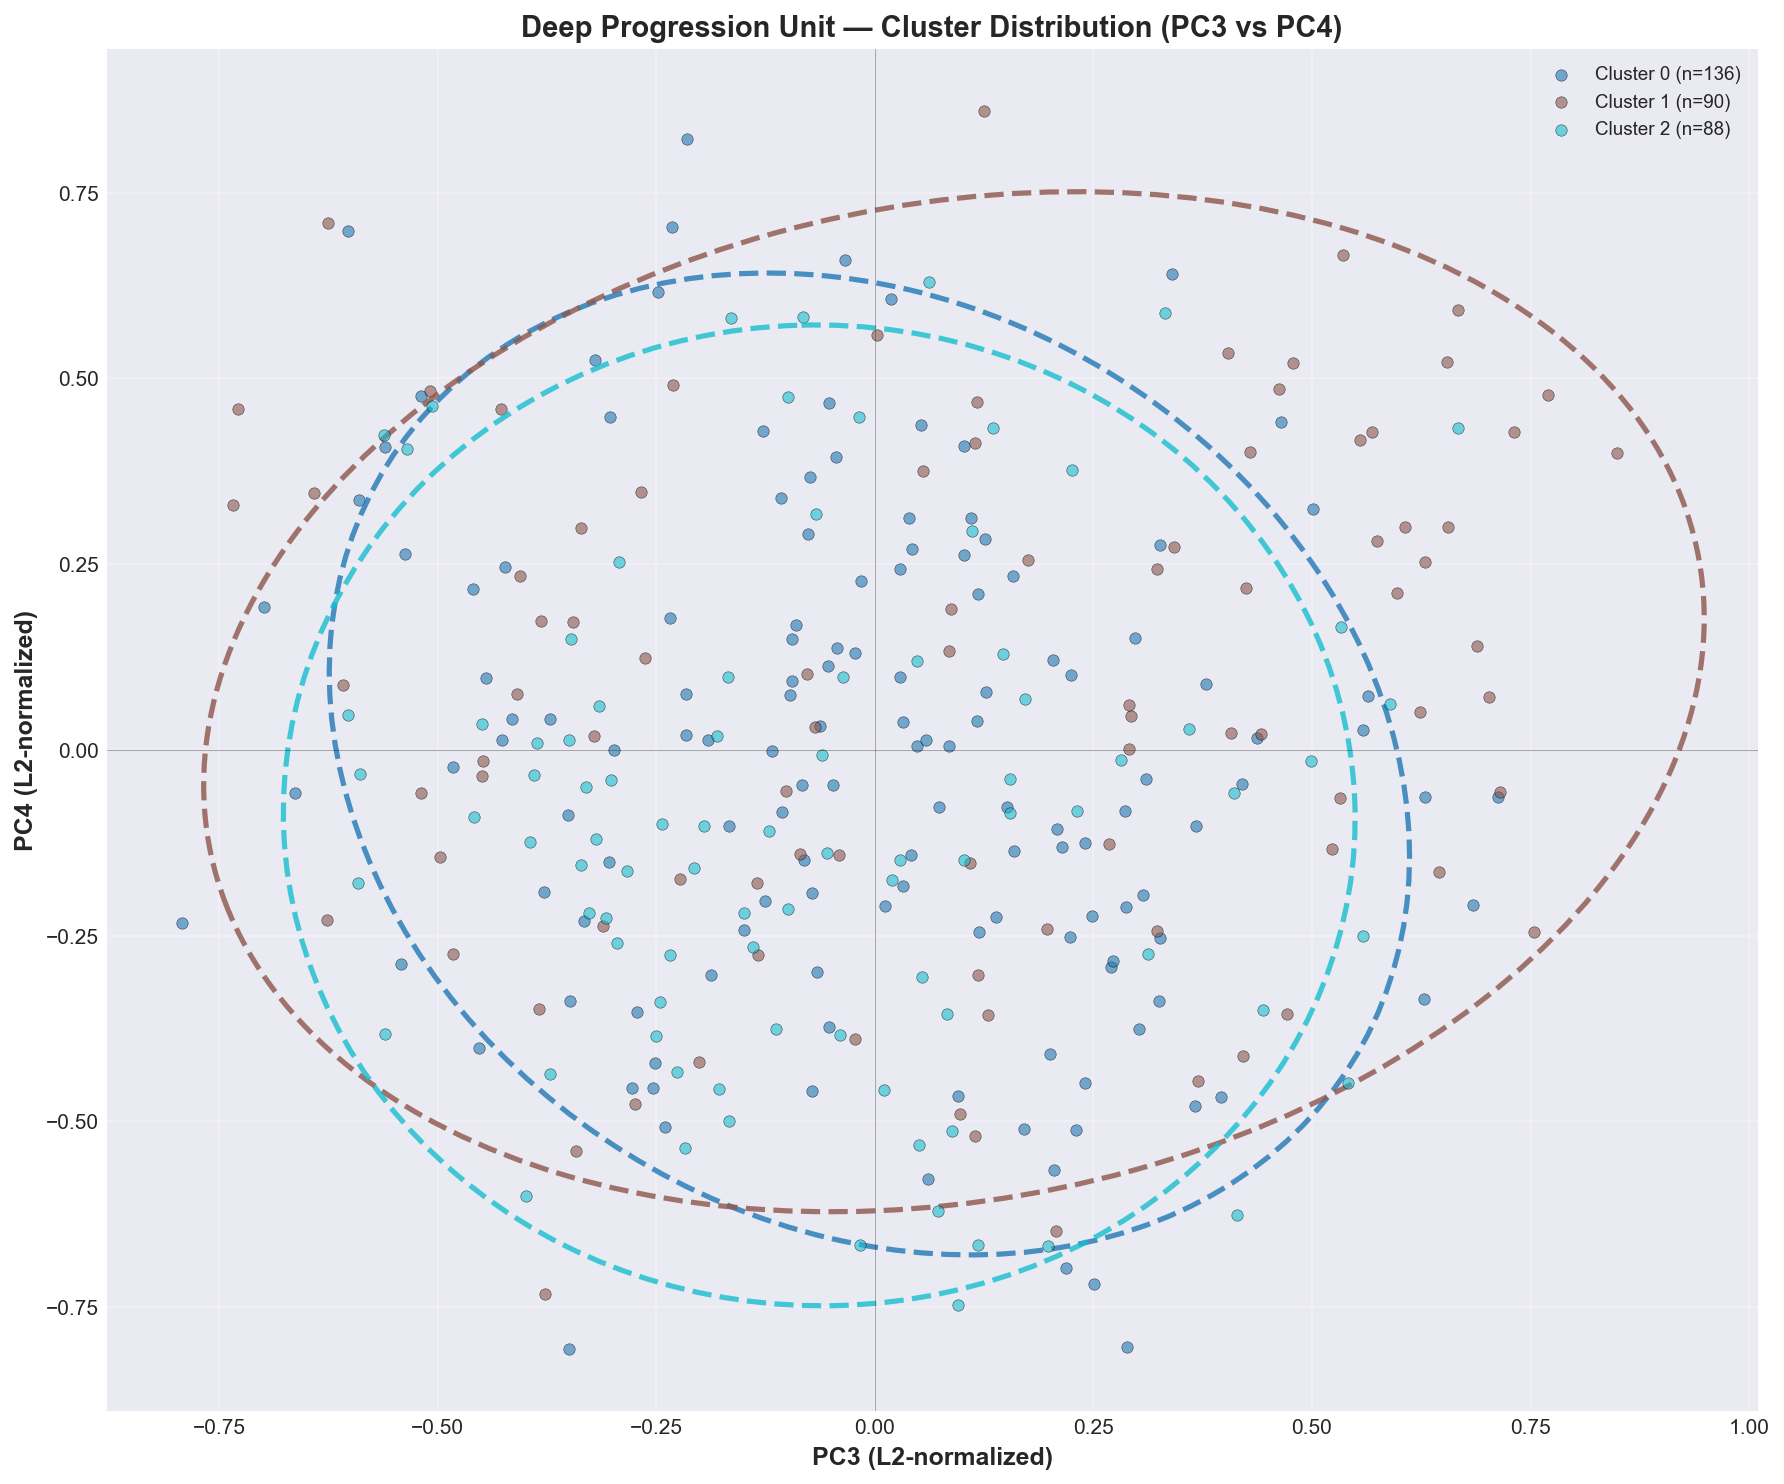 Deep Progression Unit — Cluster Distribution (PC3 vs PC4)
Cluster 0 (n=136)
Cluster 1 (n=90)
Cluster 2 (n=88)
PC4 (L2-normalized)
0.75
0.50
0.25
0.00
−0.25
−0.50
−0.75
−0.75 −0.50 −0.25 0.00 0.25 0.50 0.75 1.00
PC3 (L2-normalized)